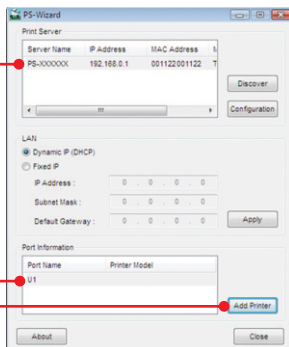 PS-Wizard
Print Server
Server Name IP Address MAC Address
PS-XXXXXX 192.168.0.1 001122001122 T
Discover
Configuration
LAN
Dynamic IP (DHCP)
Fixed IP
IP Address : 0 . 0 . 0 . 0
Subnet Mask : 0 . 0 . 0 . 0
Default Gateway : 0 . 0 . 0 . 0
Apply
Port Information
Port Name Printer Model
U1
Add Printer
About Close